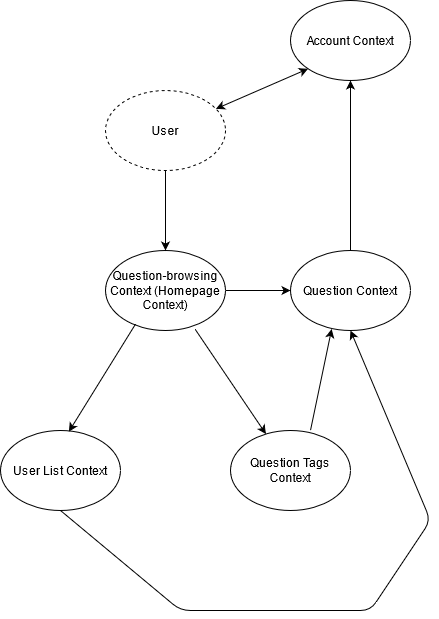 Account Context
User
Question-browsing
Context (Homepage
Context)
Question Context
User List Context
Question Tags
Context